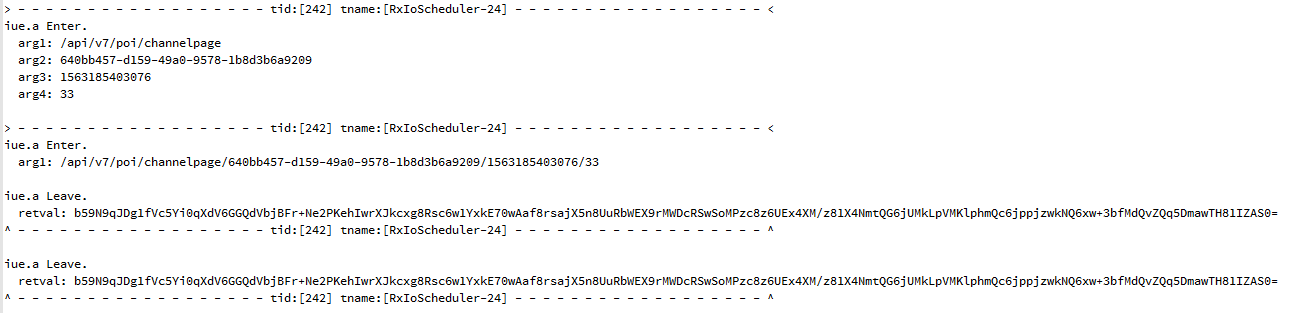 > - - - - - - - - - - - - - - - - - - tid:[242] tname:[RxIoScheduler-24] - - - - - - - - - - - - - - - - - - <
iue.a Enter.
arg1: /api/v7/poi/channelpage
arg2: 640bb457-d159-49a0-9578-1b8d3b6a9209
arg3: 1563185403076
arg4: 33
> - - - - - - - - - - - - - - - - - - tid:[242] tname:[RxIoScheduler-24] - - - - - - - - - - - - - - - - - - <
iue.a Enter.
arg1: /api/v7/poi/channelpage/640bb457-d159-49a0-9578-1b8d3b6a9209/1563185403076/33
iue.a Leave.
retval: b59N9qJDglfVc5Yi0qXdV6GGQdVbjBFr+Ne2PKehIwrXJkcxg8Rsc6wlYxkE70wAaf8rsajX5n8UuRbWEX9rMWDcRSwSoMPzc8z6UEx4XM/z8lX4NmtQG6jUMkLpVMKlphmQc6jppjzwkNQ6xw+3bfMdQvZQq5DmawTH8lIZAS0=
^ - - - - - - - - - - - - - - - - - - tid:[242] tname:[RxIoScheduler-24] - - - - - - - - - - - - - - - - - - ^
iue.a Leave.
retval: b59N9qJDglfVc5Yi0qXdV6GGQdVbjBFr+Ne2PKehIwrXJkcxg8Rsc6wlYxkE70wAaf8rsajX5n8UuRbWEX9rMWDcRSwSoMPzc8z6UEx4XM/z8lX4NmtQG6jUMkLpVMKlphmQc6jppjzwkNQ6xw+3bfMdQvZQq5DmawTH8lIZAS0=
^ - - - - - - - - - - - - - - - - - - tid:[242] tname:[RxIoScheduler-24] - - - - - - - - - - - - - - - - - - ^